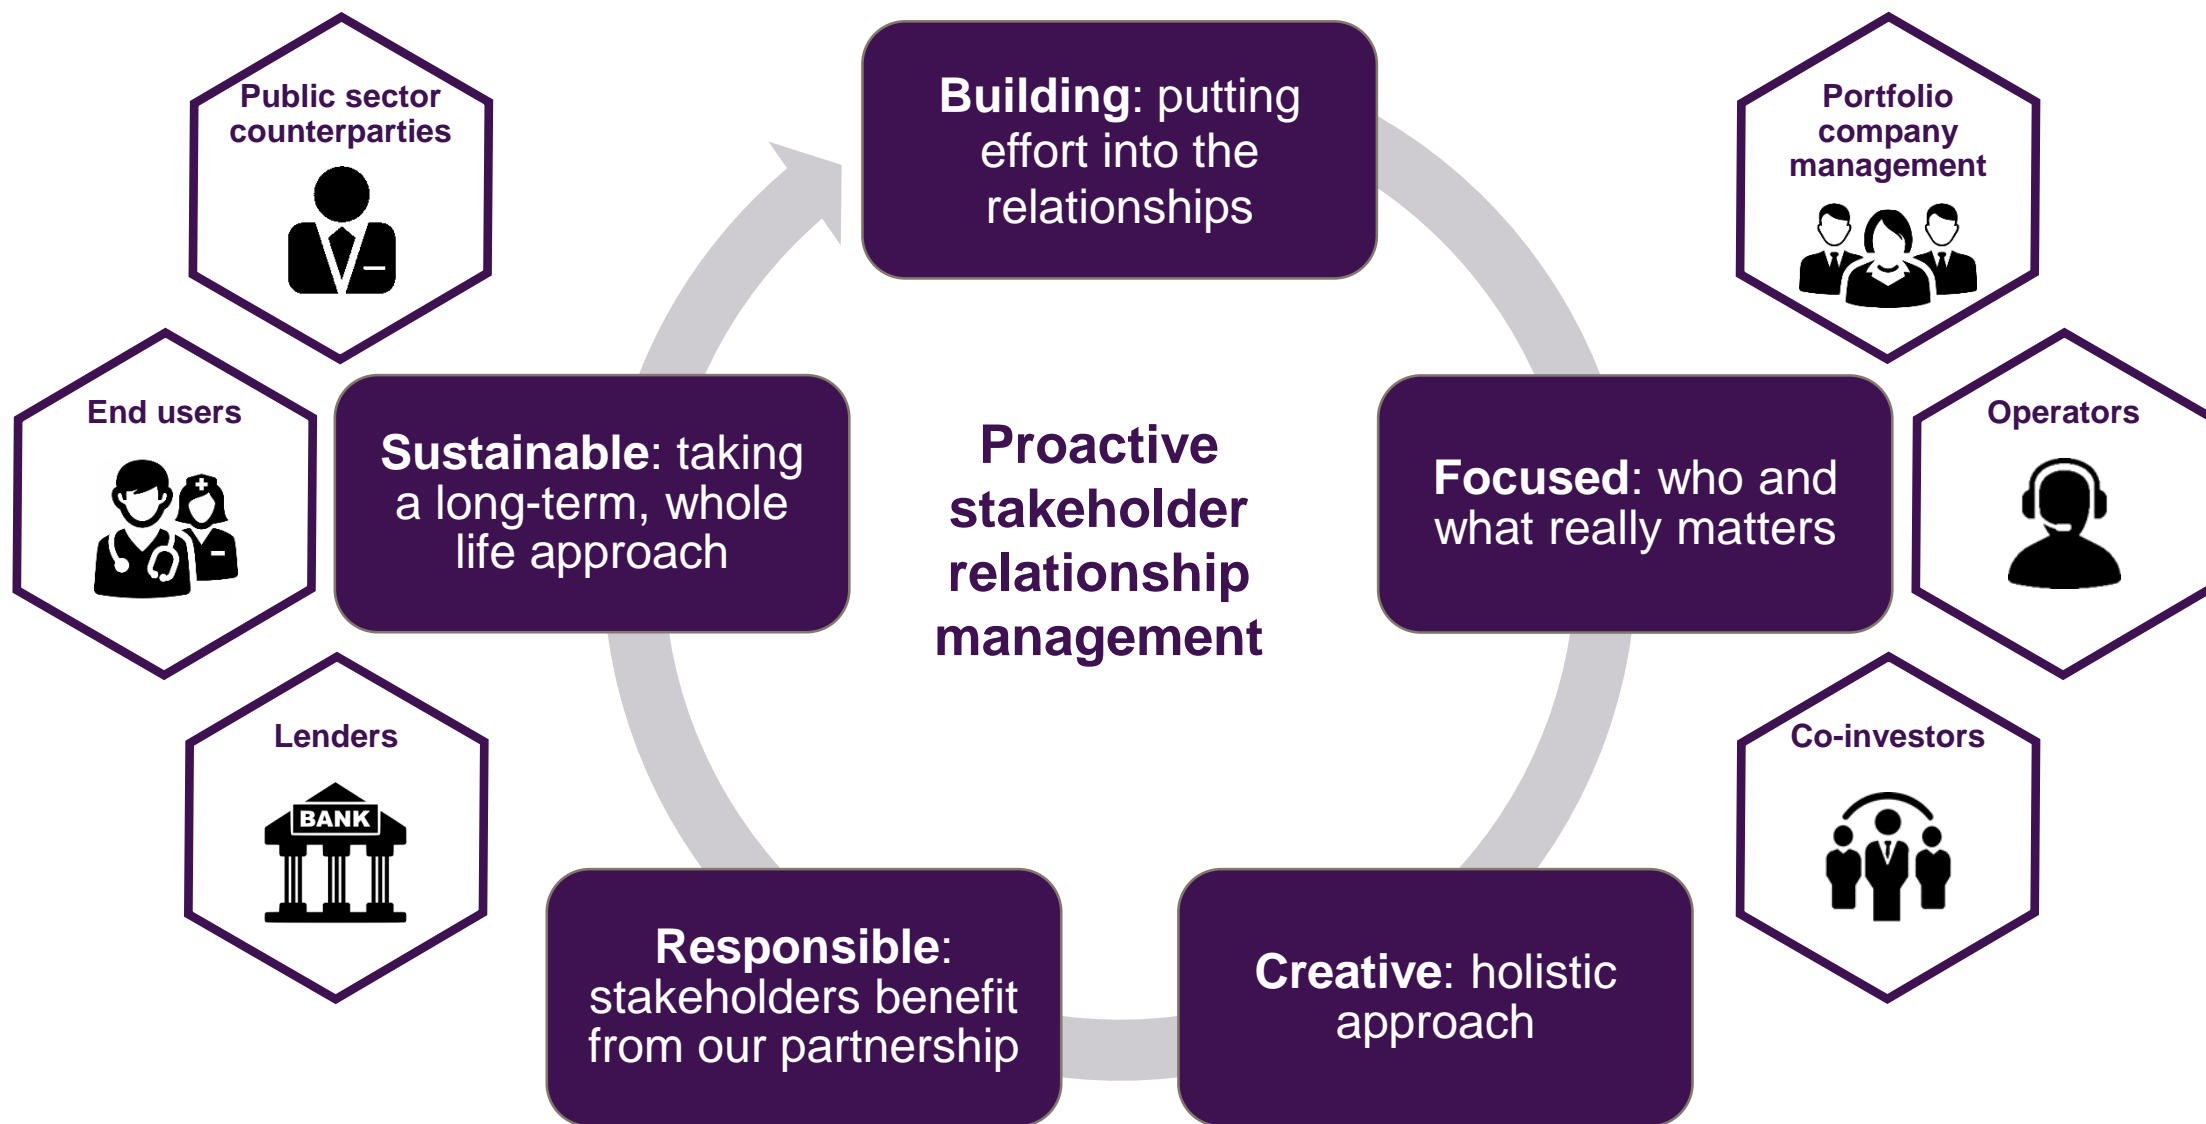 Public sector
counterparties
End users
Lenders
BANK
Building: putting
effort into the
relationships
Sustainable: taking
a long-term, whole
life approach
Proactive
stakeholder
relationship
management
Focused: who and
what really matters
Responsible:
stakeholders benefit
from our partnership
Creative: holistic
approach
Portfolio
company
management
Operators
Co-investors